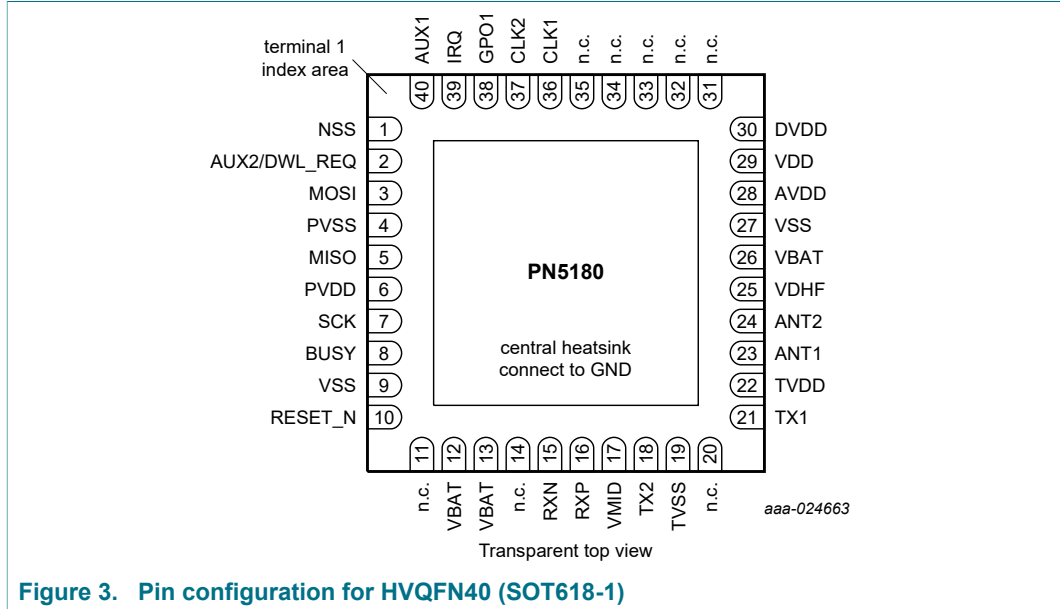 terminal 1
index area
AUX1
IRQ
GPO1
CLK2
CLK1
n.c.
n.c.
n.c.
n.c.
n.c.
40
39
38
37
36
35
34
33
32
31
NSS 1
AUX2/DWL_REQ 2
MOSI 3
PVSS 4
MISO 5
PVDD 6
SCK 7
BUSY 8
VSS 9
RESET_N 10
PN5180
central heatsink
connect to GND
30 DVDD
29 VDD
28 AVDD
27 VSS
26 VBAT
25 VDHF
24 ANT2
23 ANT1
22 TVDD
21 TX1
11
12
13
14
15
16
17
18
19
20
n.c.
VBAT
VBAT
n.c.
RXN
RXP
VMID
TX2
TVSS
n.c.
aaa-024663
Transparent top view
Figure 3. Pin configuration for HVQFN40 (SOT618-1)